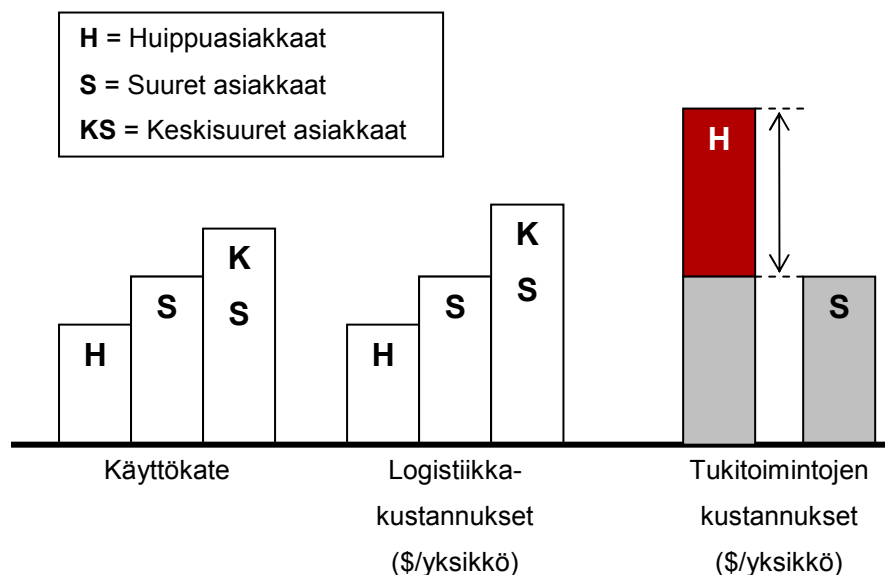 H = Huippuasiakkaat
S = Suuret asiakkaat
KS = Keskisuuret asiakkaat
H
S
K
S
H
S
K
S
H
S
Käyttökate
Logistiikka-
kustannukset
($/yksikkö)
Tukitoimintojen
kustannukset
($/yksikkö)